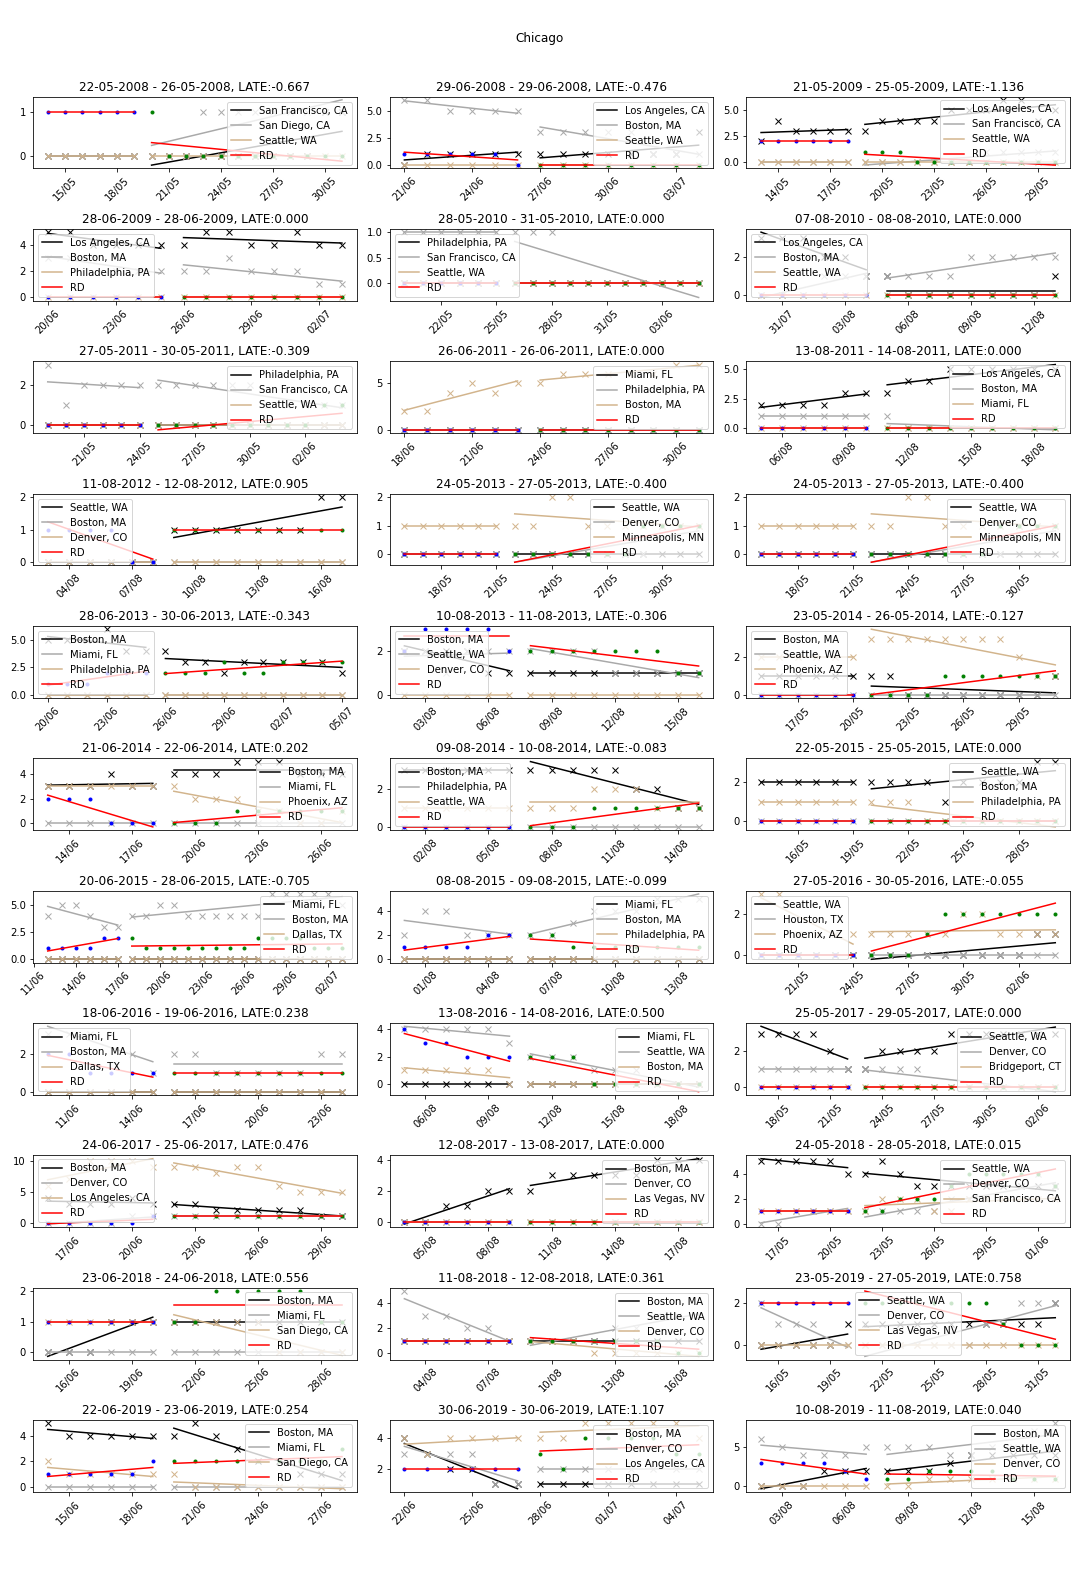 Chicago
22-05-2008 - 26-05-2008, LATE:-0.667
1
0
San Francisco, CA
San Diego, CA
Seattle, WA
RD
15/05 18/05 21/05 24/05 27/05 30/05
29-06-2008 - 29-06-2008, LATE:-0.476
5.0
2.5
0.0
Los Angeles, CA
Boston, MA
Seattle, WA
RD
21/06 24/06 27/06 30/06 03/07
21-05-2009 - 25-05-2009, LATE:-1.136
5.0
2.5
0.0
Los Angeles, CA
San Francisco, CA
Seattle, WA
RD
14/05 17/05 20/05 23/05 26/05 29/05
28-06-2009 - 28-06-2009, LATE:0.000
4
2
0
Los Angeles, CA
Boston, MA
Philadelphia, PA
RD
20/06 23/06 26/06 29/06 02/07
28-05-2010 - 31-05-2010, LATE:0.000
1.0
0.5
0.0
Philadelphia, PA
San Francisco, CA
Seattle, WA
RD
22/05 25/05 28/05 31/05 03/06
07-08-2010 - 08-08-2010, LATE:0.000
2
0
Los Angeles, CA
Boston, MA
Seattle, WA
RD
31/07 03/08 06/08 09/08 12/08
27-05-2011 - 30-05-2011, LATE:-0.309
2
0
Philadelphia, PA
San Francisco, CA
Seattle, WA
RD
21/05 24/05 27/05 30/05 02/06
26-06-2011 - 26-06-2011, LATE:0.000
5
0
Miami, FL
Philadelphia, PA
Boston, MA
RD
18/06 21/06 24/06 27/06 30/06
13-08-2011 - 14-08-2011, LATE:0.000
5.0
2.5
0.0
Los Angeles, CA
Boston, MA
Miami, FL
RD
06/08 09/08 12/08 15/08 18/08
11-08-2012 - 12-08-2012, LATE:0.905
2
1
0
Seattle, WA
Boston, MA
Denver, CO
RD
04/08 07/08 10/08 13/08 16/08
24-05-2013 - 27-05-2013, LATE:-0.400
2
1
0
Seattle, WA
Denver, CO
Minneapolis, MN
RD
18/05 21/05 24/05 27/05 30/05
24-05-2013 - 27-05-2013, LATE:-0.400
2
1
0
Seattle, WA
Denver, CO
Minneapolis, MN
RD
18/05 21/05 24/05 27/05 30/05
28-06-2013 - 30-06-2013, LATE:-0.343
5.0
2.5
0.0
Boston, MA
Miami, FL
Philadelphia, PA
RD
20/06 23/06 26/06 29/06 02/07 05/07
10-08-2013 - 11-08-2013, LATE:-0.306
2
0
Boston, MA
Seattle, WA
Denver, CO
RD
03/08 06/08 09/08 12/08 15/08
23-05-2014 - 26-05-2014, LATE:-0.127
2
0
Boston, MA
Seattle, WA
Phoenix, AZ
RD
17/05 20/05 23/05 26/05 29/05
21-06-2014 - 22-06-2014, LATE:0.202
4
2
0
Boston, MA
Miami, FL
Phoenix, AZ
RD
14/06 17/06 20/06 23/06 26/06
09-08-2014 - 10-08-2014, LATE:-0.083
2
0
Boston, MA
Philadelphia, PA
Seattle, WA
RD
02/08 05/08 08/08 11/08 14/08
22-05-2015 - 25-05-2015, LATE:0.000
2
0
Seattle, WA
Boston, MA
Philadelphia, PA
RD
16/05 19/05 22/05 25/05 28/05
20-06-2015 - 28-06-2015, LATE:-0.705
5.0
2.5
0.0
Miami, FL
Boston, MA
Dallas, TX
RD
11/06 14/06 17/06 20/06 23/06 26/06 29/06 02/07
08-08-2015 - 09-08-2015, LATE:-0.099
5
0
Miami, FL
Boston, MA
Philadelphia, PA
RD
01/08 04/08 07/08 10/08 13/08
27-05-2016 - 30-05-2016, LATE:-0.055
2
0
Seattle, WA
Houston, TX
Phoenix, AZ
RD
21/05 24/05 27/05 30/05 02/06
18-06-2016 - 19-06-2016, LATE:0.238
2
0
Miami, FL
Boston, MA
Dallas, TX
RD
11/06 14/06 17/06 20/06 23/06
13-08-2016 - 14-08-2016, LATE:0.500
4
2
0
Miami, FL
Seattle, WA
Boston, MA
RD
06/08 09/08 12/08 15/08 18/08
25-05-2017 - 29-05-2017, LATE:0.000
2
0
Seattle, WA
Denver, CO
Bridgeport, CT
RD
18/05 21/05 24/05 27/05 30/05 02/06
24-06-2017 - 25-06-2017, LATE:0.476
10
5
0
Boston, MA
Denver, CO
Los Angeles, CA
RD
17/06 20/06 23/06 26/06 29/06
12-08-2017 - 13-08-2017, LATE:0.000
4
2
0
Boston, MA
Denver, CO
Las Vegas, NV
RD
05/08 08/08 11/08 14/08 17/08
24-05-2018 - 28-05-2018, LATE:0.015
4
2
0
Seattle, WA
Denver, CO
San Francisco, CA
RD
17/05 20/05 23/05 26/05 29/05 01/06
23-06-2018 - 24-06-2018, LATE:0.556
2
1
0
Boston, MA
Miami, FL
San Diego, CA
RD
16/06 19/06 22/06 25/06 28/06
11-08-2018 - 12-08-2018, LATE:0.361
4
2
0
Boston, MA
Seattle, WA
Denver, CO
RD
04/08 07/08 10/08 13/08 16/08
23-05-2019 - 27-05-2019, LATE:0.758
2
0
Seattle, WA
Denver, CO
Las Vegas, NV
RD
16/05 19/05 22/05 25/05 28/05 31/05
22-06-2019 - 23-06-2019, LATE:0.254
4
2
0
Boston, MA
Miami, FL
San Diego, CA
RD
15/06 18/06 21/06 24/06 27/06
30-06-2019 - 30-06-2019, LATE:1.107
4
2
Boston, MA
Denver, CO
Los Angeles, CA
RD
22/06 25/06 28/06 01/07 04/07
10-08-2019 - 11-08-2019, LATE:0.040
5
0
Boston, MA
Seattle, WA
Denver, CO
RD
03/08 06/08 09/08 12/08 15/08